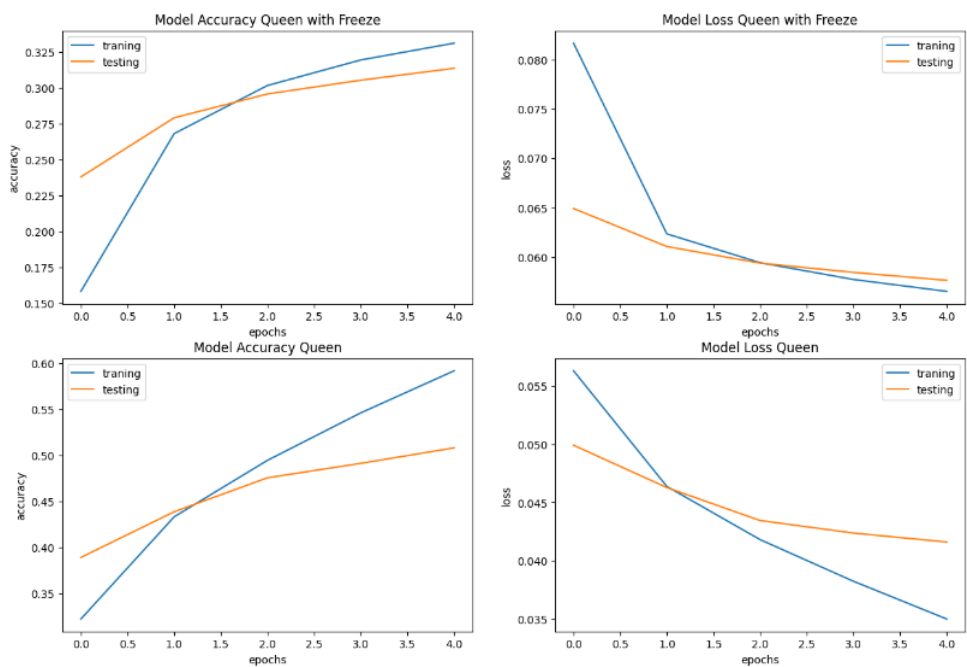 Model Accuracy Queen with Freeze
traning
testing
accuracy
0.325
0.300
0.275
0.250
0.225
0.200
0.175
0.150
0.0 0.5 1.0 1.5 2.0 2.5 3.0 3.5 4.0
epochs
Model Loss Queen with Freeze
traning
testing
loss
0.080
0.075
0.070
0.065
0.060
0.0 0.5 1.0 1.5 2.0 2.5 3.0 3.5 4.0
epochs
Model Accuracy Queen
traning
testing
accuracy
0.60
0.55
0.50
0.45
0.40
0.35
0.0 0.5 1.0 1.5 2.0 2.5 3.0 3.5 4.0
epochs
Model Loss Queen
traning
testing
loss
0.055
0.050
0.045
0.040
0.035
0.0 0.5 1.0 1.5 2.0 2.5 3.0 3.5 4.0
epochs